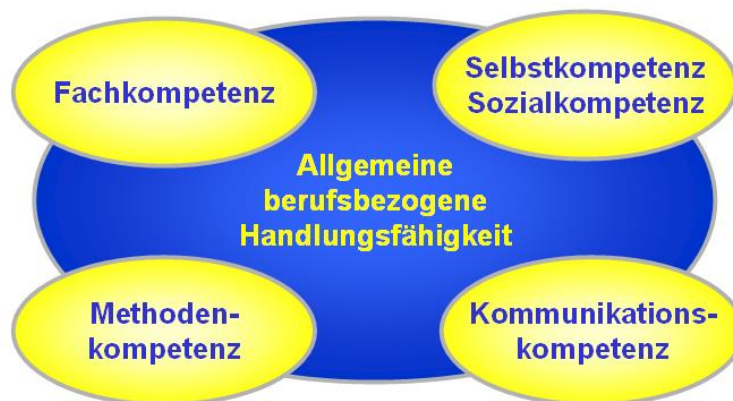 Fachkompetenz
Selbstkompetenz
Sozialkompetenz
Allgemeine
berufsbezogene
Handlungsfähigkeit
Methoden-
kompetenz
Kommunikations-
kompetenz